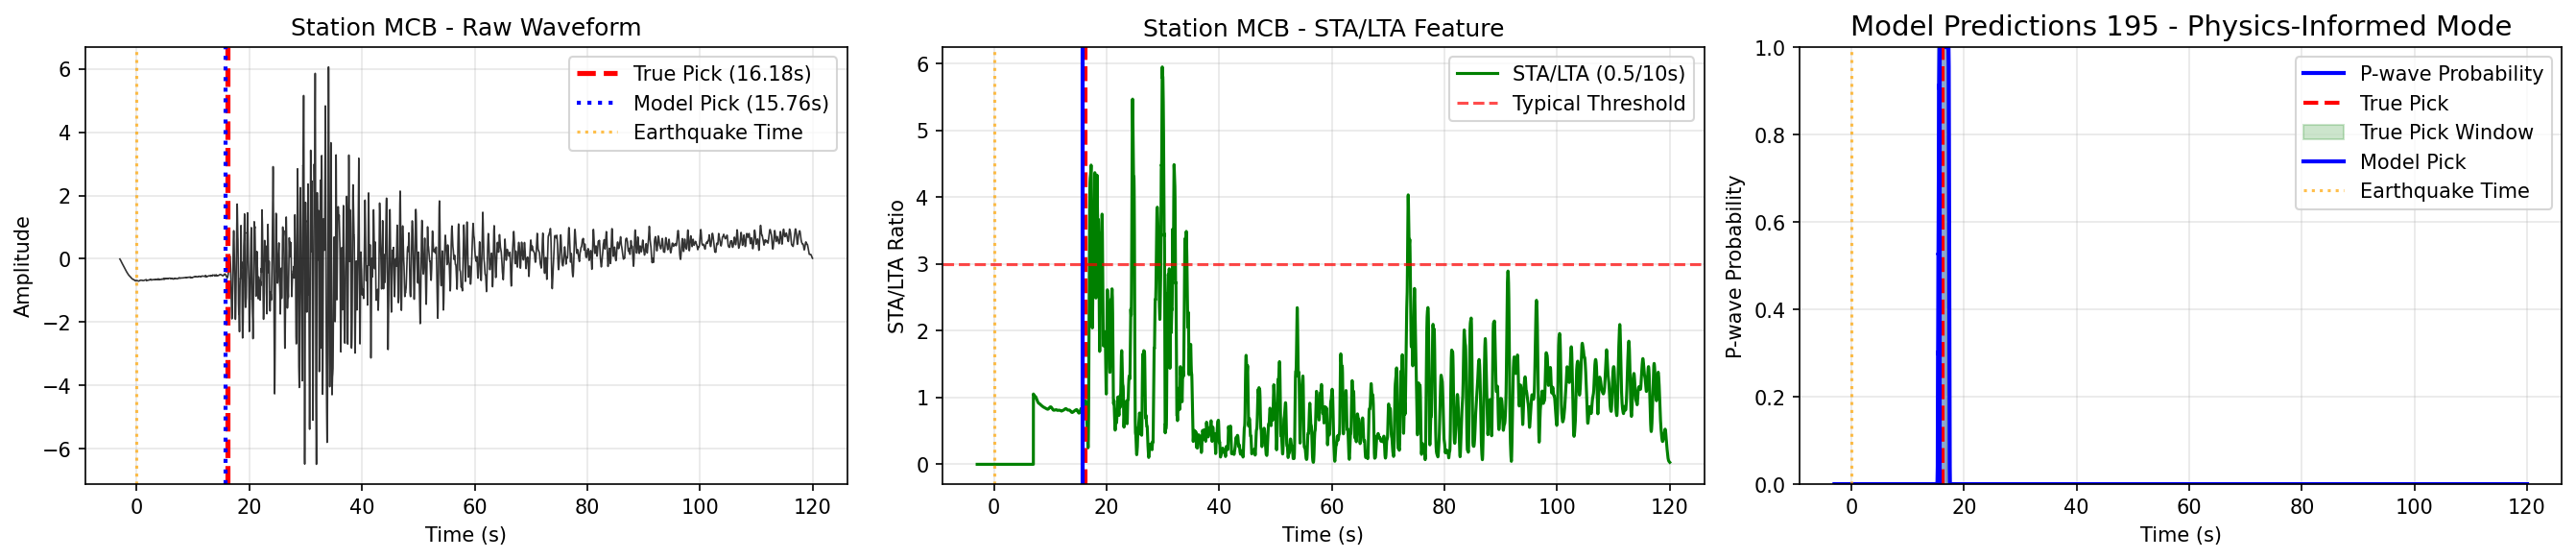 Station MCB - Raw Waveform
True Pick (16.18s)
Model Pick (15.76s)
Earthquake Time
Amplitude
6
4
2
0
−2
−4
−6
0 20 40 60 80 100 120
Time (s)
Station MCB - STA/LTA Feature
STA/LTA (0.5/10s)
Typical Threshold
STA/LTA Ratio
6
5
4
3
2
1
0
0 20 40 60 80 100 120
Time (s)
Model Predictions 195 - Physics-Informed Mode
P-wave Probability
True Pick
True Pick Window
Model Pick
Earthquake Time
P-wave Probability
1.0
0.8
0.6
0.4
0.2
0.0
0 20 40 60 80 100 120
Time (s)